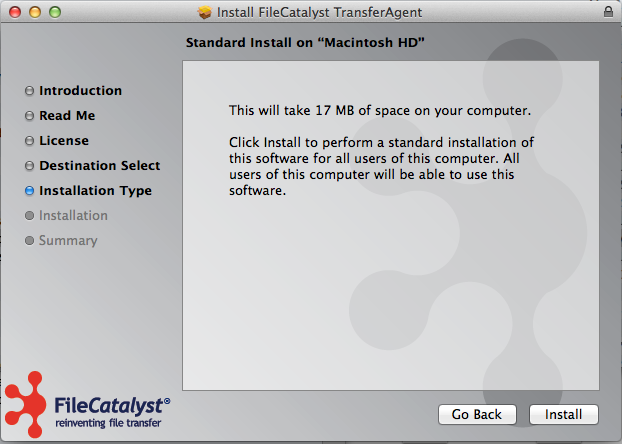 Install FileCatalyst TransferAgent
Standard Install on “Macintosh HD”
Introduction
Read Me
License
Destination Select
Installation Type
Installation
Summary
This will take 17 MB of space on your computer.
Click Install to perform a standard installation of
this software for all users of this computer. All
users of this computer will be able to use this
software.
FileCatalyst®
reinventing file transfer
Go Back
Install